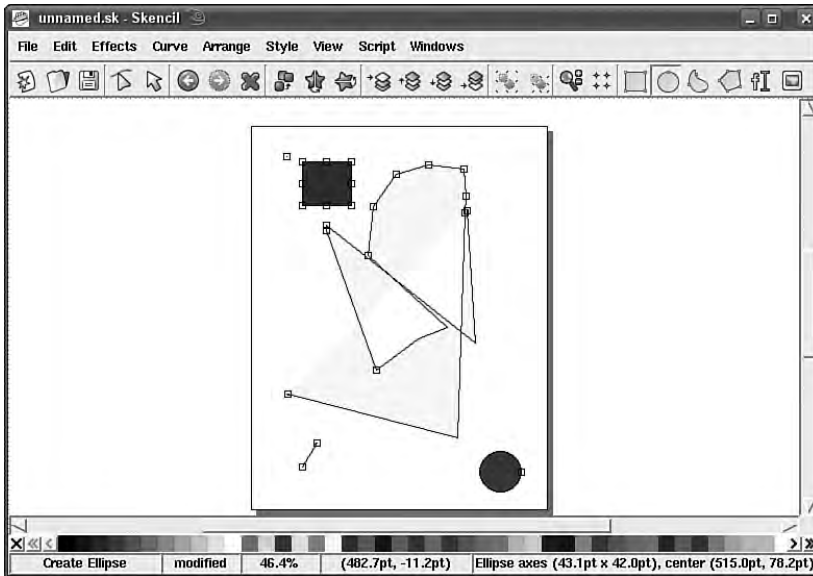 unnamed.sk - Skencil
File Edit Effects Curve Arrange Style View Script Windows
Create Ellipse modified 46.4% (482.7pt, -11.2pt) Ellipse axes (43.1pt x 42.0pt), center (515.0pt, 78.2pt)